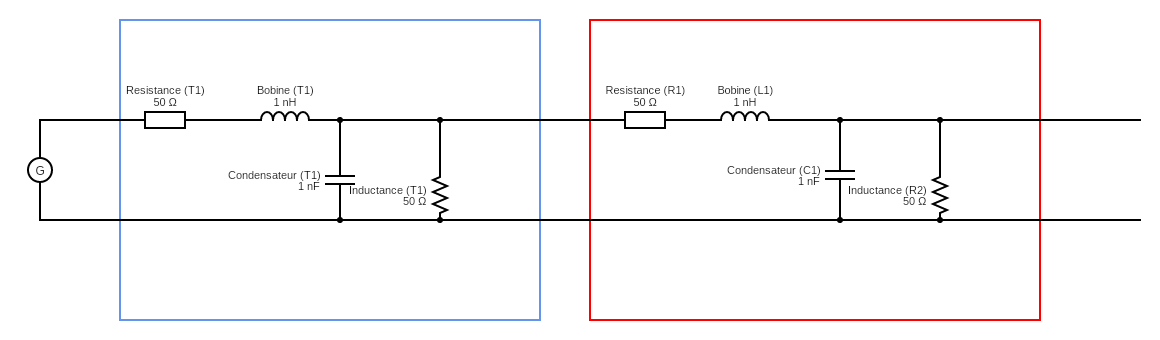 Resistance (T1)
50 Ω
Bobine (T1)
1 nH
Resistance (R1)
50 Ω
Bobine (L1)
1 nH
G
Condensateur (T1)
1 nF
Inductance (T1)
50 Ω
Condensateur (C1)
1 nF
Inductance (R2)
50 Ω